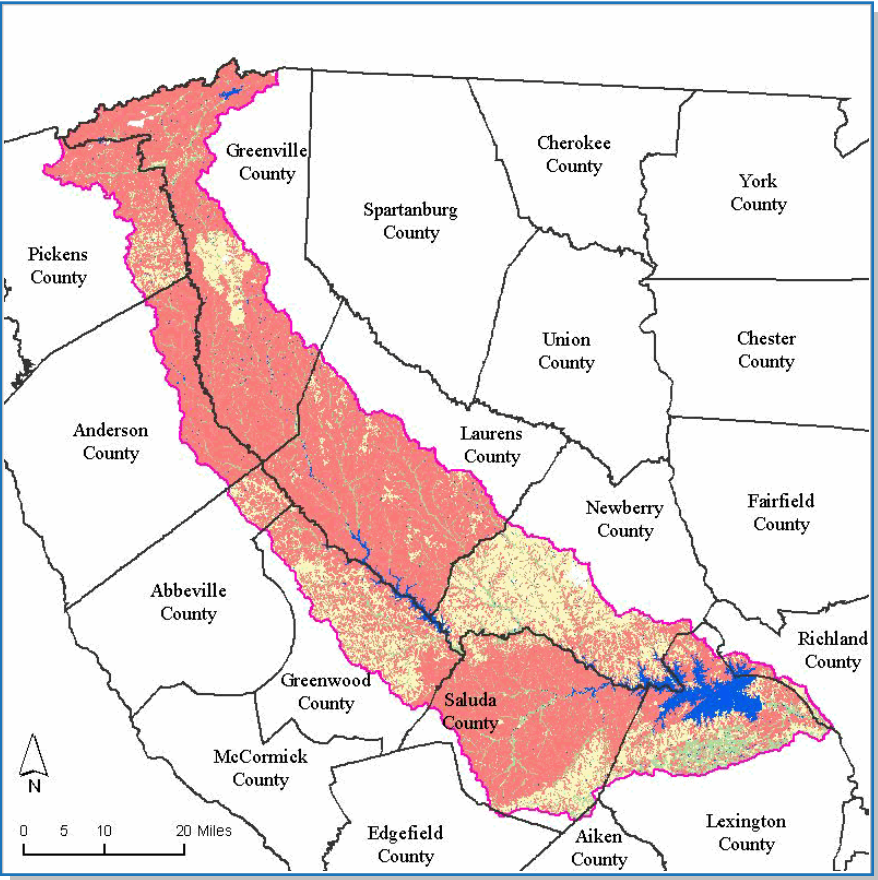 Greenville
County
Cherokee
County
York
County
Spartanburg
County
Pickens
County
Union
County
Chester
County
Anderson
County
Laurens
County
Newberry
County
Fairfield
County
Abbeville
County
Richland
County
Greenwood
County
Saluda
County
McCormick
County
N
0 5 10 20 Miles
Edgefield
County
Aiken
County
Lexington
County